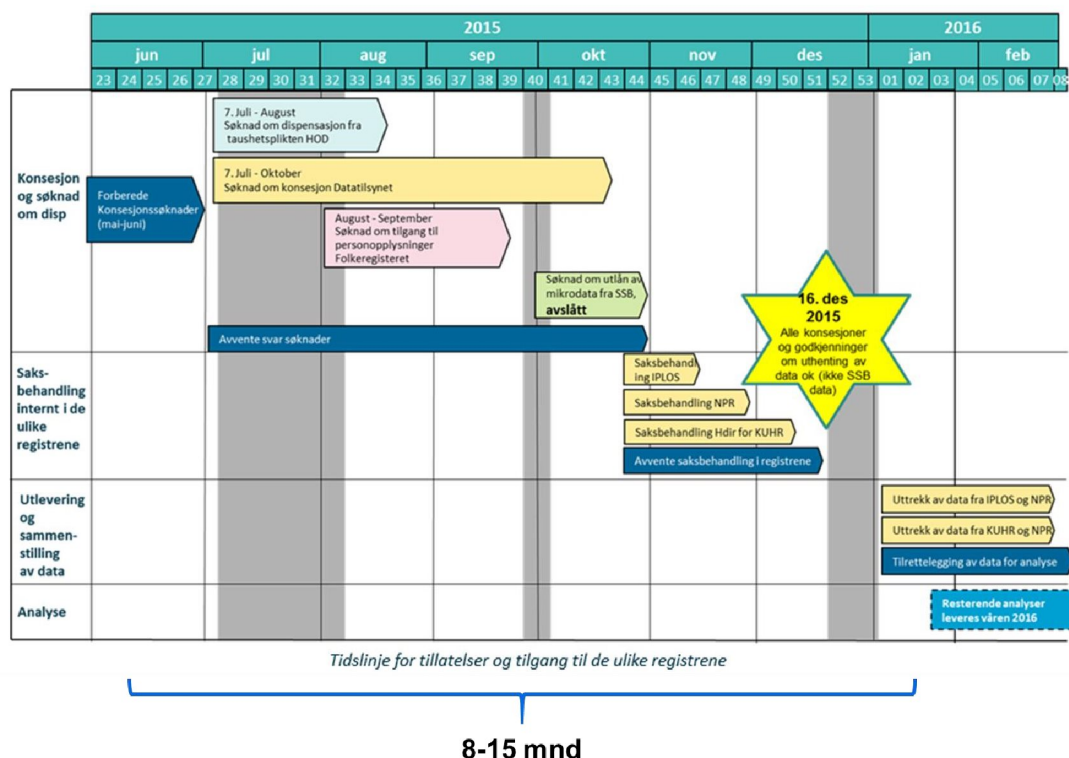 2015 2016
jun jul aug sep okt nov des jan feb
23 24 25 26 27 28 29 30 31 32 33 34 35 36 37 38 39 40 41 42 43 44 45 46 47 48 49 50 51 52 53 01 02 03 04 05 06 07 08
Konsesjon
og søknad
om disp
Forberede
Konsesjonssøknader
(mai-juni)
7. Juli - August
Søknad om dispensasjon fra
taushetsplikten HOD
7. Juli - Oktober
Søknad om konsesjon Datatilsynet
August - September
Søknad om tilgang til
personopplysninger
Folkeregisteret
Søknad om utlån av
mikrodata fra SSB,
avslått
Avvente svar søknader
16. des
2015
Alle konsesjoner
og godkjenninger
om uthenting av
data ok (ikke SSB
data)
Saks-
behandling
internt i de
ulike
registrene
Saksbehandl
ing IPLOS
Saksbehandling NPR
Saksbehandling Hdir for KUHR
Avvente saksbehandling i registrene
Utlevering
og
sammen-
stilling
av data
Uttrekk av data fra IPLOS og NPR
Uttrekk av data fra KUHR og NPR
Tilrettelegging av data for analyse
Analyse
Resterende analyser
leveres våren 2016
Tidslinje for tillatelser og tilgang til de ulike registrene
8-15 mnd